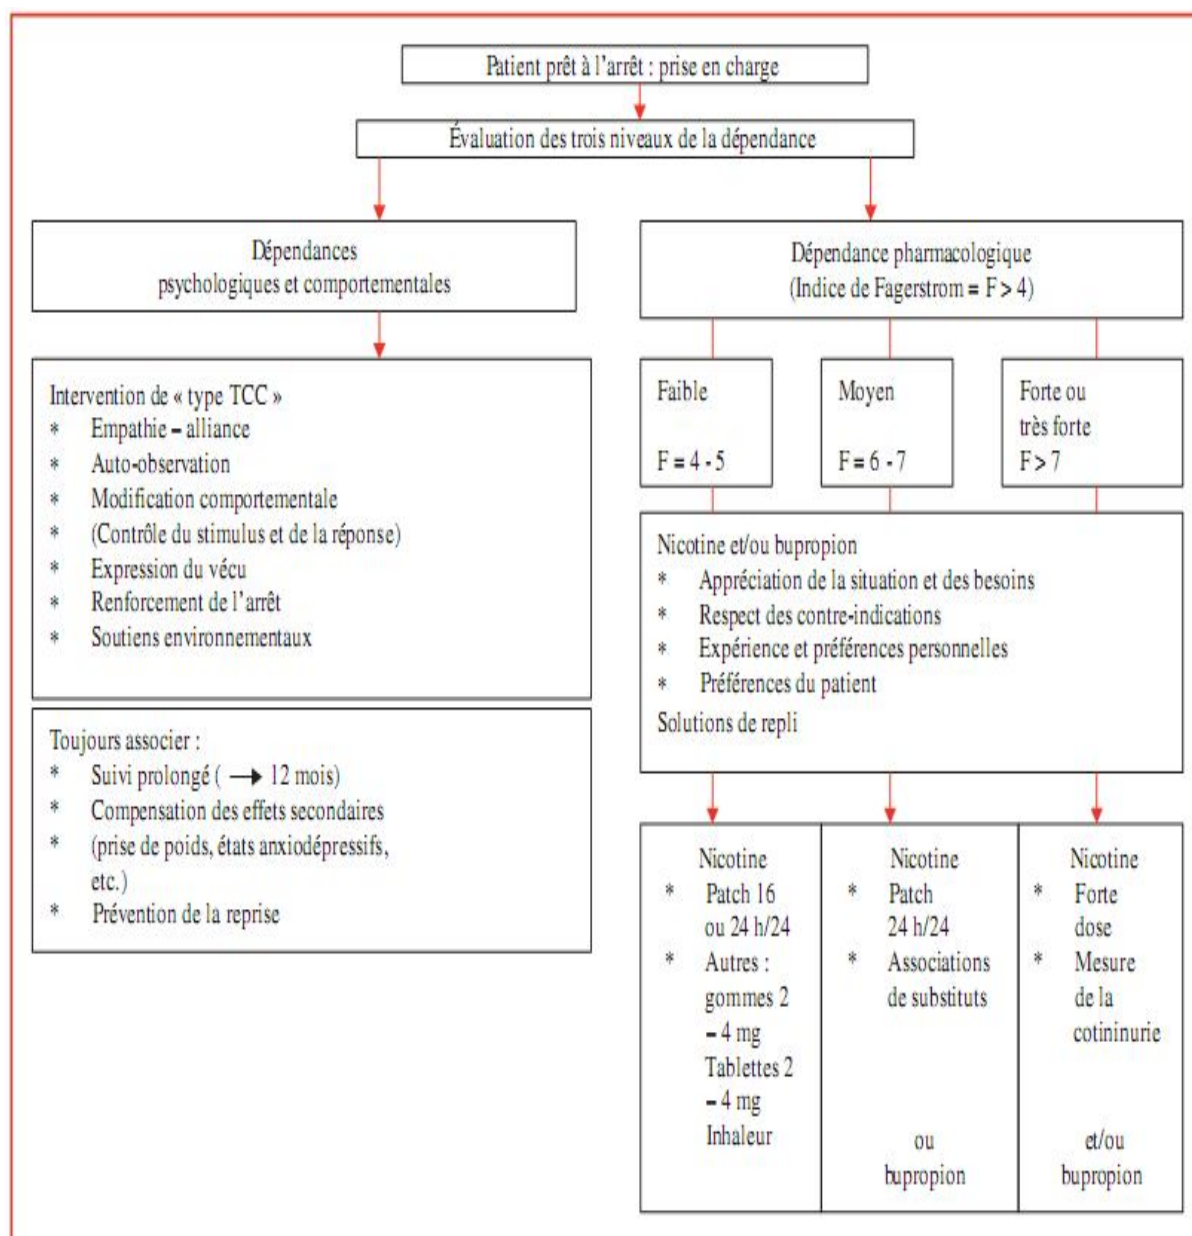 Patient prêt à l'arrêt : prise en charge
Évaluation des trois niveaux de la dépendance
Dépendances
psychologiques et comportementales
Intervention de « type TCC »
* Empathie – alliance
* Auto-observation
* Modification comportementale
* (Contrôle du stimulus et de la réponse)
* Expression du vécu
* Renforcement de l'arrêt
* Soutiens environnementaux
Toujours associer :
* Suivi prolongé ( → 12 mois)
* Compensation des effets secondaires
* (prise de poids, états anxiodépressifs,
etc.)
* Prévention de la reprise
Dépendance pharmacologique
(Indice de Fagerstrom = F > 4)
Faible
F = 4 - 5
Moyen
F = 6 - 7
Forte ou
très forte
F > 7
Nicotine et/ou bupropion
* Appréciation de la situation et des besoins
* Respect des contre-indications
* Expérience et préférences personnelles
* Préférences du patient
Solutions de repli
Nicotine
* Patch 16
ou 24 h/24
* Autres :
gommes 2
– 4 mg
Tablettes 2
– 4 mg
Inhaleur
Nicotine
* Patch
24 h/24
* Associations
de substituts
ou
bupropion
Nicotine
* Forte
dose
* Mesure
de la
cotininurie
et/ou
bupropion